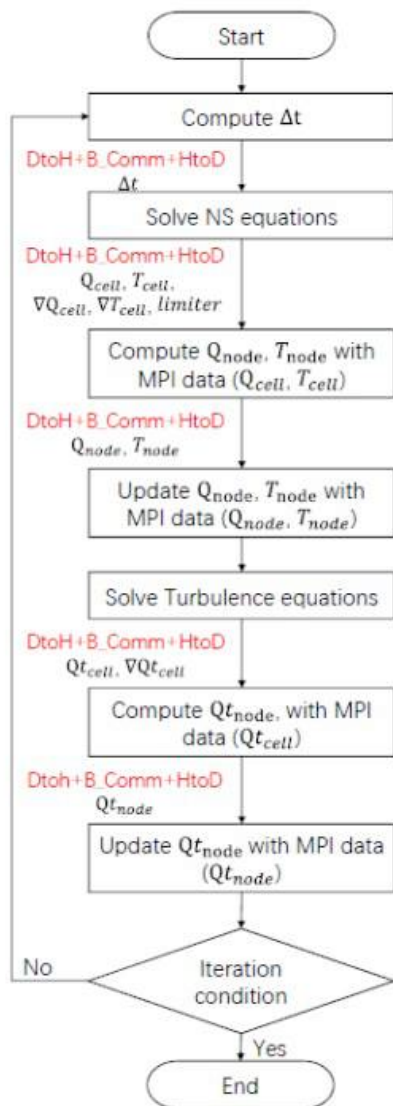 Start
Compute Δt
DtoH+B_Comm+HtoD
Δt
Solve NS equations
DtoH+B_Comm+HtoD
Q_cell, T_cell,
∇Q_cell, ∇T_cell, limiter
Compute Q_node, T_node with
MPI data (Q_cell, T_cell)
DtoH+B_Comm+HtoD
Q_node, T_node
Update Q_node, T_node with
MPI data (Q_node, T_node)
Solve Turbulence equations
DtoH+B_Comm+HtoD
Qt_cell, ∇Qt_cell
Compute Qt_node, with MPI
data (Qt_cell)
Dtoh+B_Comm+HtoD
Qt_node
Update Qt_node with MPI data
(Qt_node)
No
Iteration
condition
Yes
End